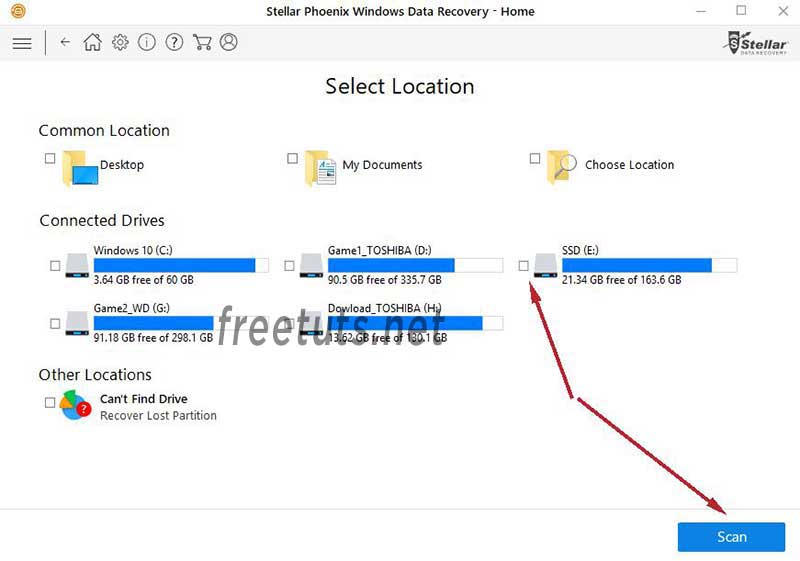 Stellar Phoenix Windows Data Recovery - Home
Stellar
DATA RECOVERY
Select Location
Common Location
Desktop
My Documents
Choose Location
Connected Drives
Windows 10 (C:)
3.64 GB free of 60 GB
Game1_TOSHIBA (D:)
90.5 GB free of 335.7 GB
SSD (E:)
21.34 GB free of 163.6 GB
Game2_WD (G:)
91.18 GB free of 298.1 GB
Dowload_TOSHIBA (H:)
13.62 GB free of 130.1 GB
freetuts.net
Other Locations
Can't Find Drive
Recover Lost Partition
Scan